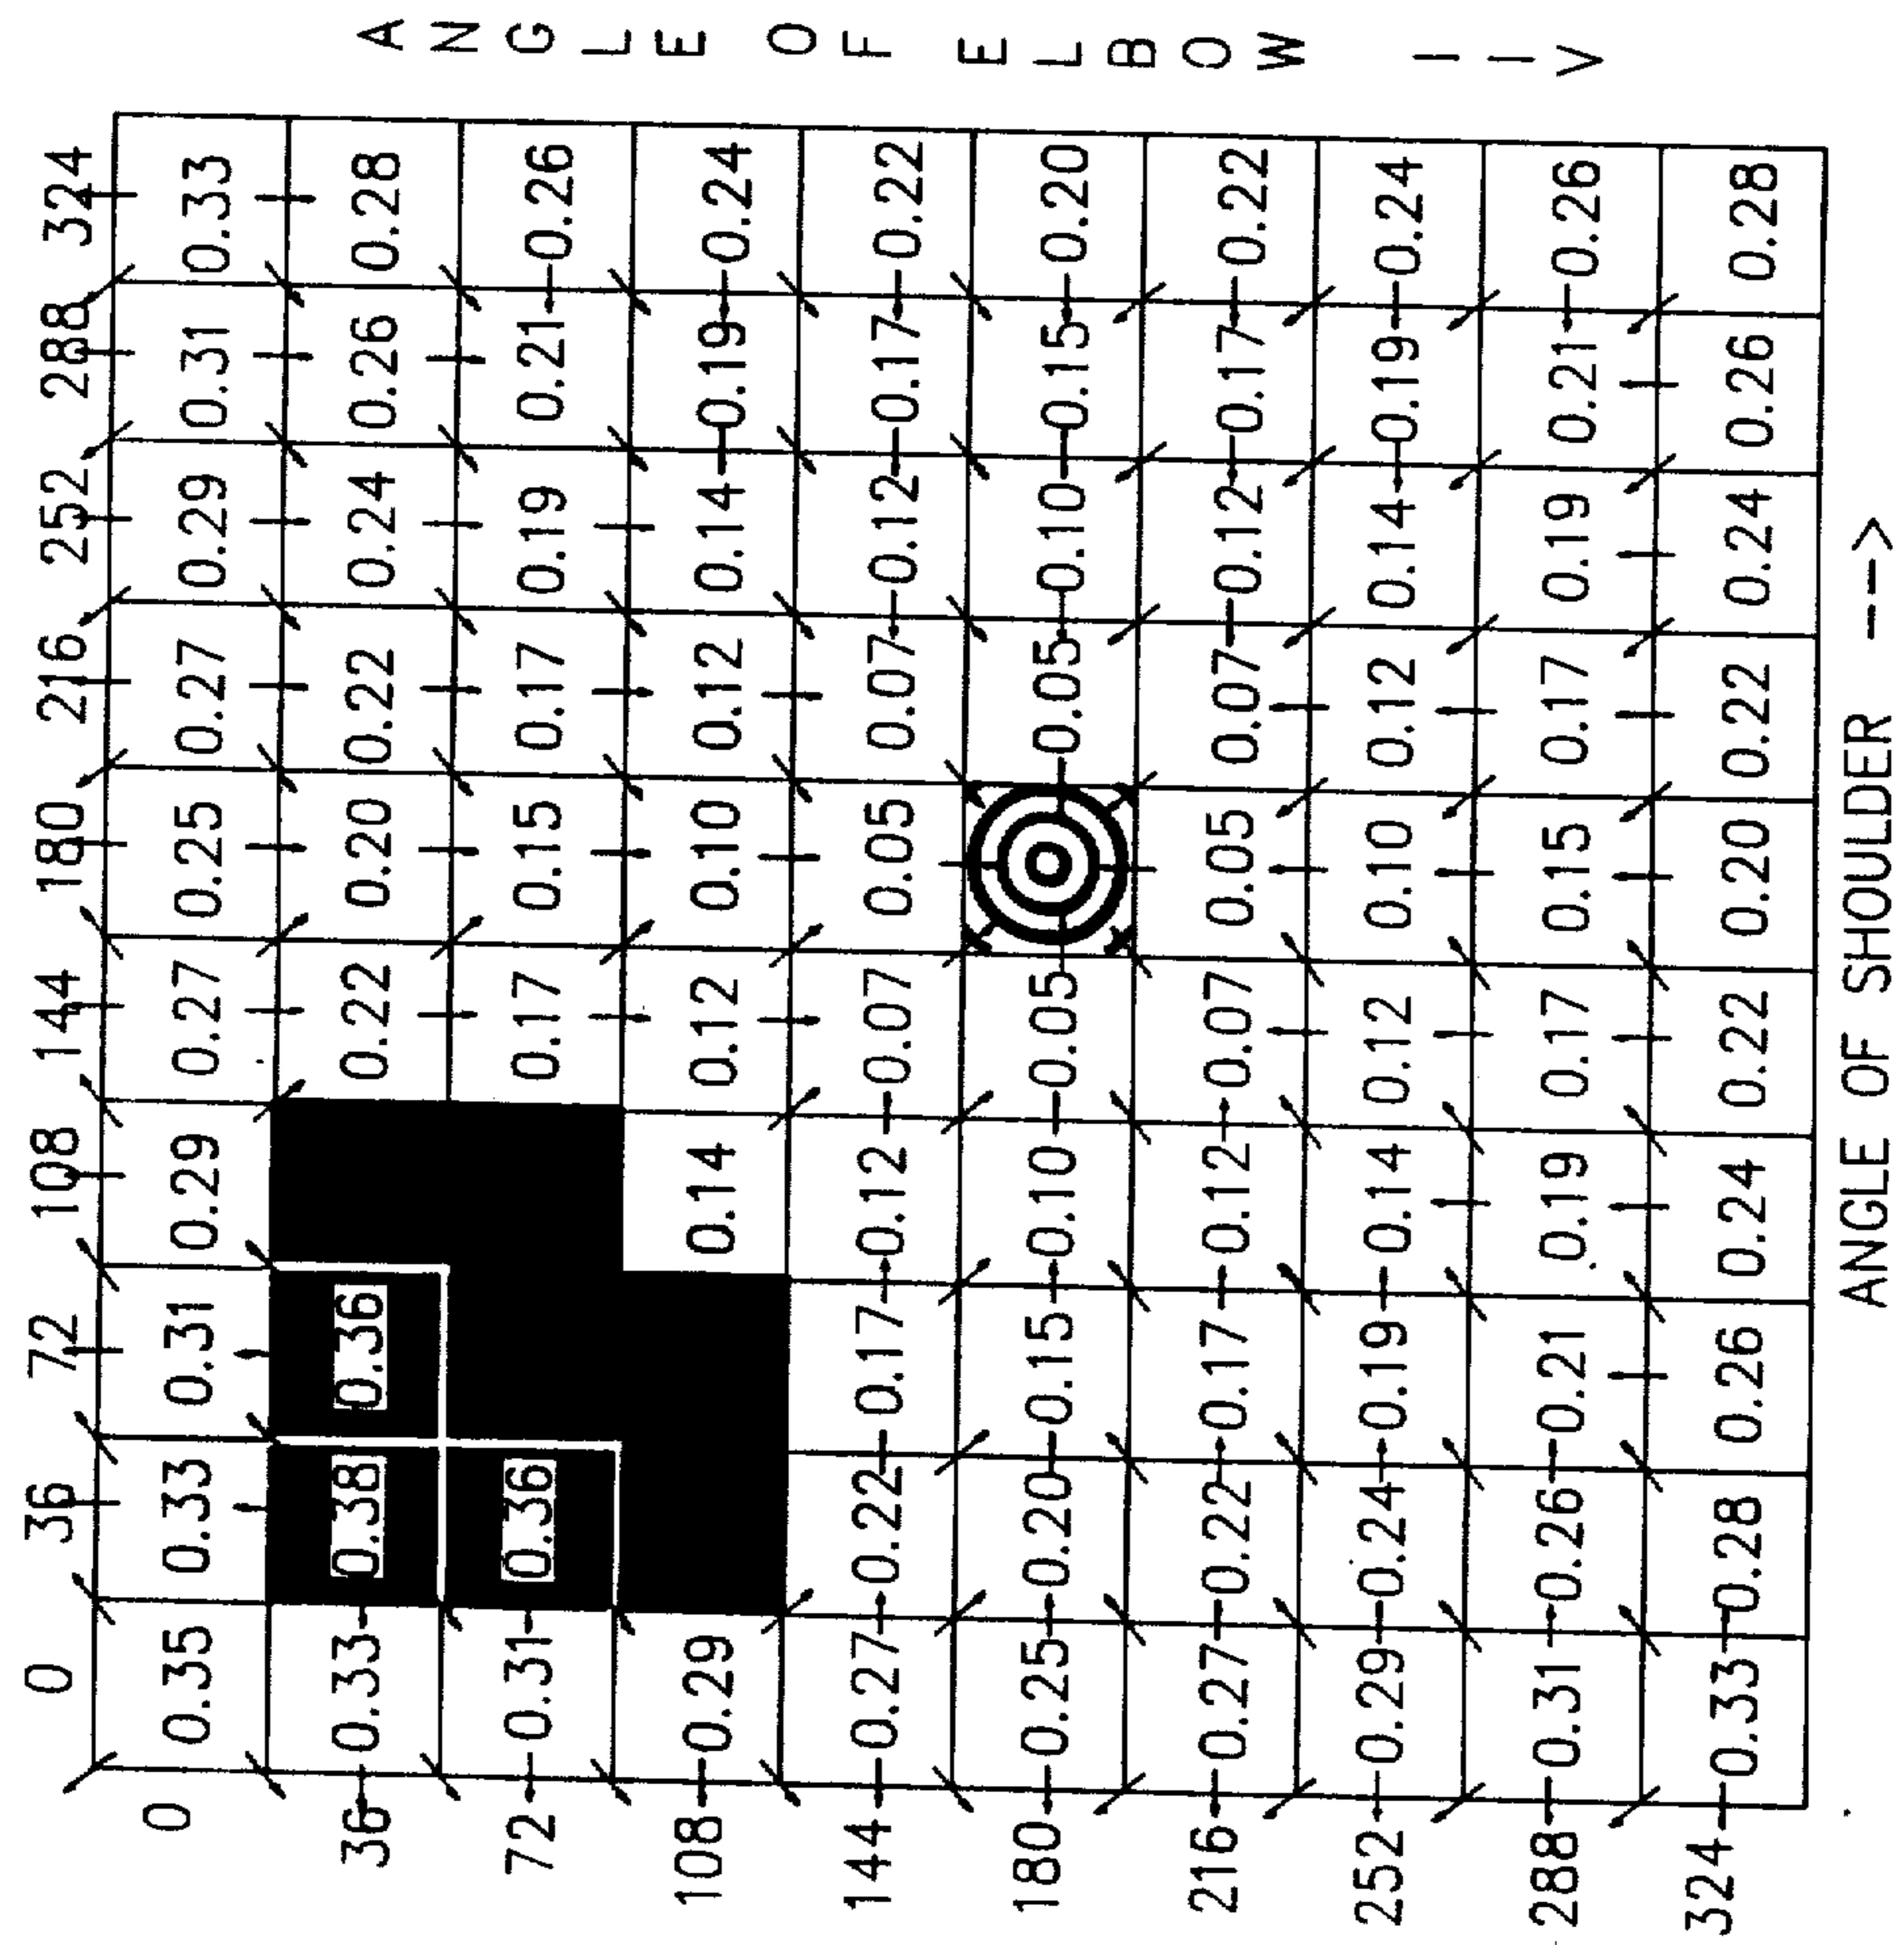 0 36 72 108 144 180 216 252 288 324
0 0.35 0.33 0.31 0.29 0.27 0.25 0.27 0.29 0.31 0.33
36 0.33 0.38 0.36 0.22 0.20 0.22 0.24 0.26 0.28
72 0.31 0.36 0.17 0.15 0.17 0.19 0.21 0.26
108 0.29 0.14 0.12 0.10 0.12 0.14 0.19 0.24
144 0.27 0.22 0.17 0.12 0.07 0.05 0.07 0.12 0.17 0.22
180 0.25 0.20 0.15 0.10 0.05 0.05 0.10 0.15 0.20
216 0.27 0.22 0.17 0.12 0.07 0.05 0.07 0.12 0.17 0.22
252 0.29 0.24 0.19 0.14 0.12 0.10 0.12 0.14 0.19 0.24
288 0.31 0.26 0.21 0.19 0.17 0.15 0.17 0.19 0.21 0.26
324 0.33 0.28 0.26 0.24 0.22 0.20 0.22 0.24 0.26 0.28
ANGLE OF SHOULDER --->
ANGLE OF ELBOW